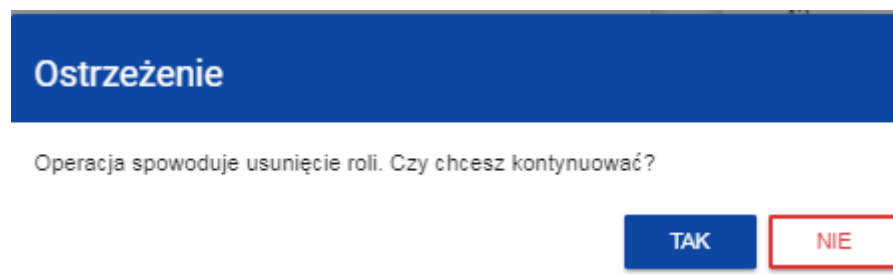 Ostrzeżenie
Operacja spowoduje usunięcie roli. Czy chcesz kontynuować?
TAK NIE